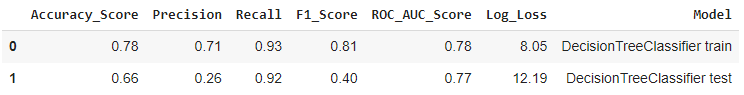 Accuracy_Score Precision Recall F1_Score ROC_AUC_Score Log_Loss Model
0 0.78 0.71 0.93 0.81 0.78 8.05 DecisionTreeClassifier train
1 0.66 0.26 0.92 0.40 0.77 12.19 DecisionTreeClassifier test